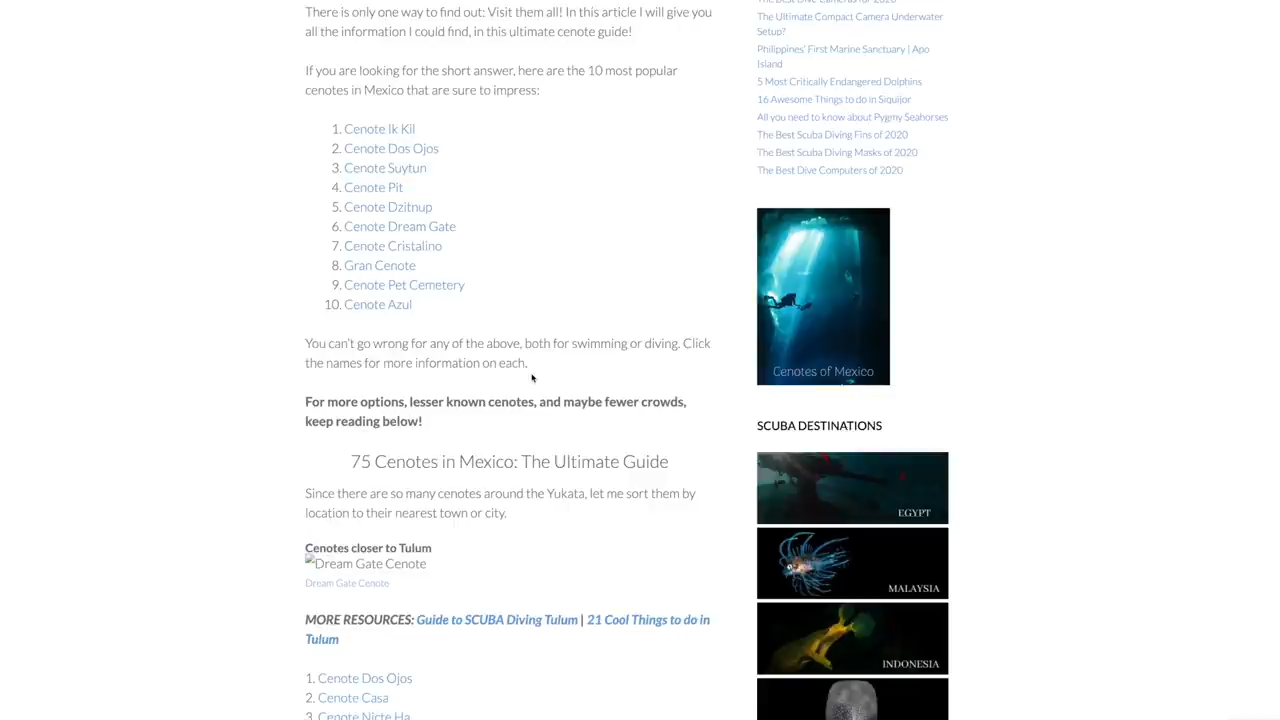 There is only one way to find out: Visit them all! In this article I will give you
all the information I could find, in this ultimate cenote guide!
If you are looking for the short answer, here are the 10 most popular
cenotes in Mexico that are sure to impress:
1. Cenote Ik Kil
2. Cenote Dos Ojos
3. Cenote Suytun
4. Cenote Pit
5. Cenote Dzitnup
6. Cenote Dream Gate
7. Cenote Cristalino
8. Gran Cenote
9. Cenote Pet Cemetery
10. Cenote Azul
You can't go wrong for any of the above, both for swimming or diving. Click
the names for more information on each.
For more options, lesser known cenotes, and maybe fewer crowds,
keep reading below!
75 Cenotes in Mexico: The Ultimate Guide
Since there are so many cenotes around the Yukata, let me sort them by
location to their nearest town or city.
Cenotes closer to Tulum
Dream Gate Cenote
Dream Gate Cenote
MORE RESOURCES: Guide to SCUBA Diving Tulum | 21 Cool Things to do in
Tulum
1. Cenote Dos Ojos
2. Cenote Casa
3. Cenote Nicte Ha
The Best Dive Cameras for 2020
The Ultimate Compact Camera Underwater
Setup?
Philippines' First Marine Sanctuary | Apo
Island
5 Most Critically Endangered Dolphins
16 Awesome Things to do in Siquijor
All you need to know about Pygmy Seahorses
The Best Scuba Diving Fins of 2020
The Best Scuba Diving Masks of 2020
The Best Dive Computers of 2020
Cenotes of Mexico
SCUBA DESTINATIONS
EGYPT
MALAYSIA
INDONESIA